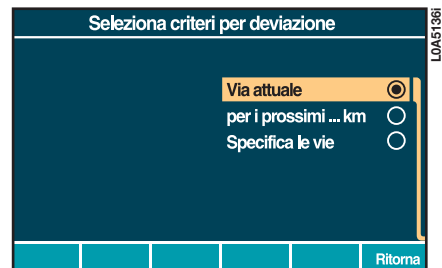 Seleziona criteri per deviazione
Via attuale
per i prossimi ... km
Specifica le vie
Ritorna
L0A5136i